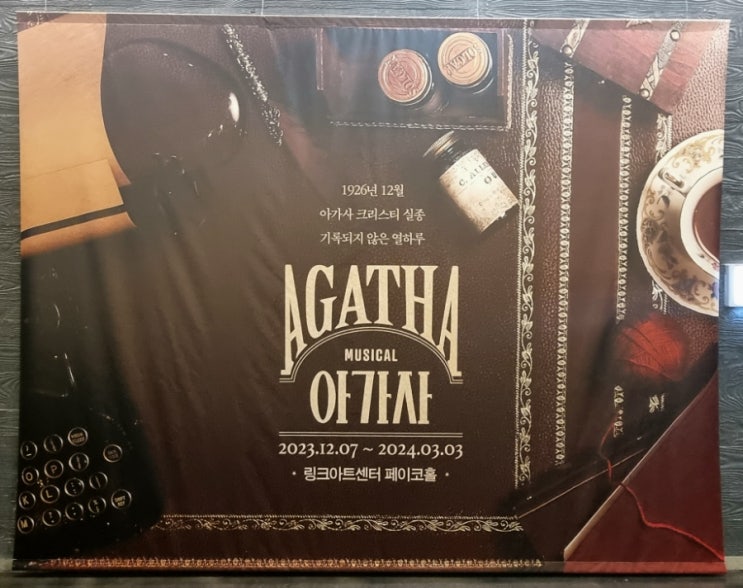 1926년 12월
아가사 크리스티 실종
기록되지 않은 열하루
AGATHA
MUSICAL
아가사
2023.12.07 ~ 2024.03.03
· 링크아트센터 페이코홀 ·